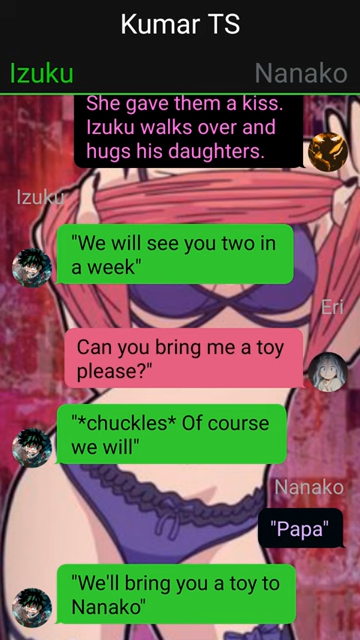 Kumar TS
Izuku
Nanako
She gave them a kiss.
Izuku walks over and
hugs his daughters.
Izuku
"We will see you two in
a week"
Eri
Can you bring me a toy
please?"
"*chuckles* Of course
we will"
Nanako
"Papa"
"We'll bring you a toy to
Nanako"